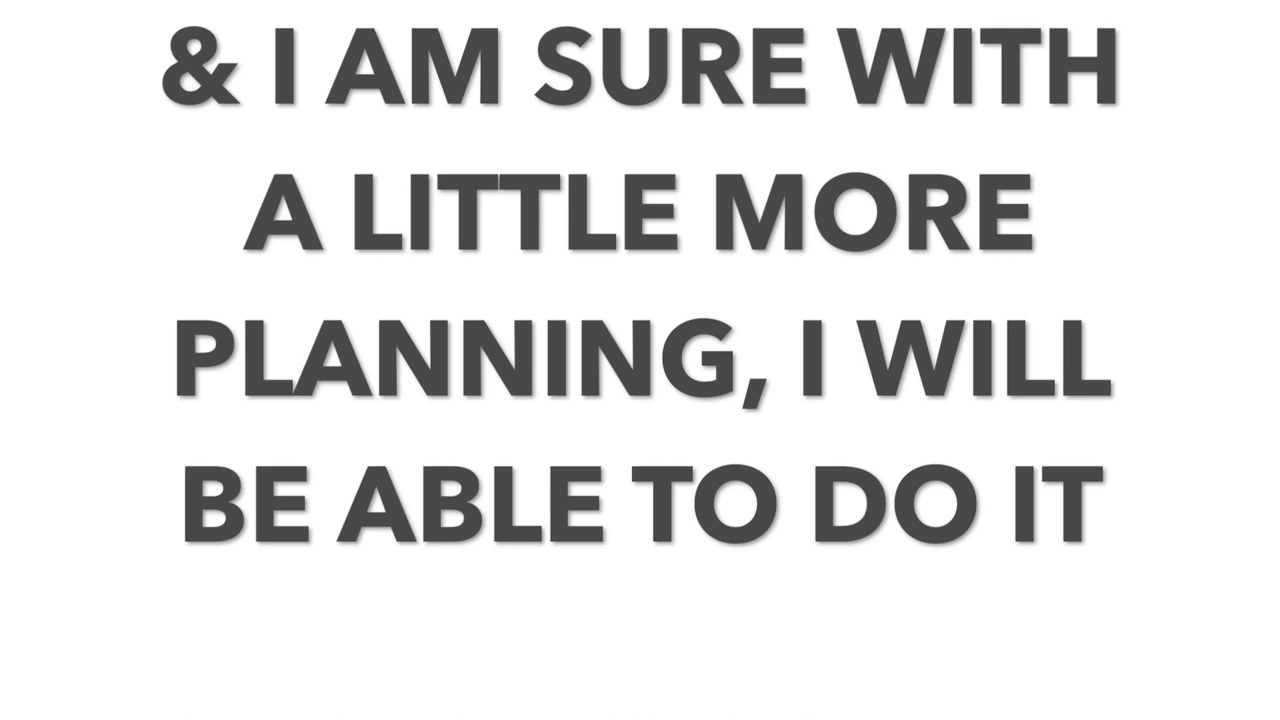 & I AM SURE WITH
A LITTLE MORE
PLANNING, I WILL
BE ABLE TO DO IT